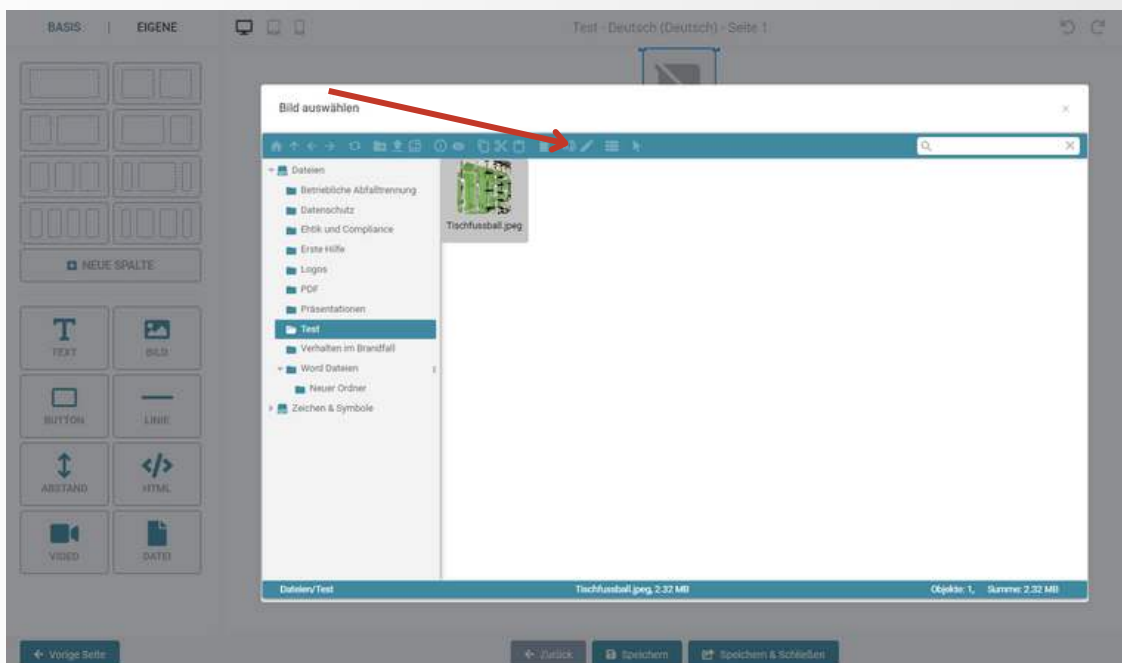 BASIS | EIGENE
Test - Deutsch (Deutsch) - Seite 1
Bild auswählen
Dateien
Betriebliche Abfalltrennung
Datenschutz
Ehtik und Compliance
Erste Hilfe
Logos
PDF
Präsentationen
Test
Verhalten im Brandfall
Word Dateien
Neuer Ordner
Zeichen & Symbole
Tischfussball.jpeg
NEUE SPALTE
TEXT
BILD
BUTTON
LINIE
ABSTAND
HTML
VIDEO
DATEI
Dateien/Test
Tischfussball.jpeg, 2.32 MB
Objekte: 1, Summe: 2.32 MB
Vorige Seite
Zurück
Speichern
Speichern & Schließen